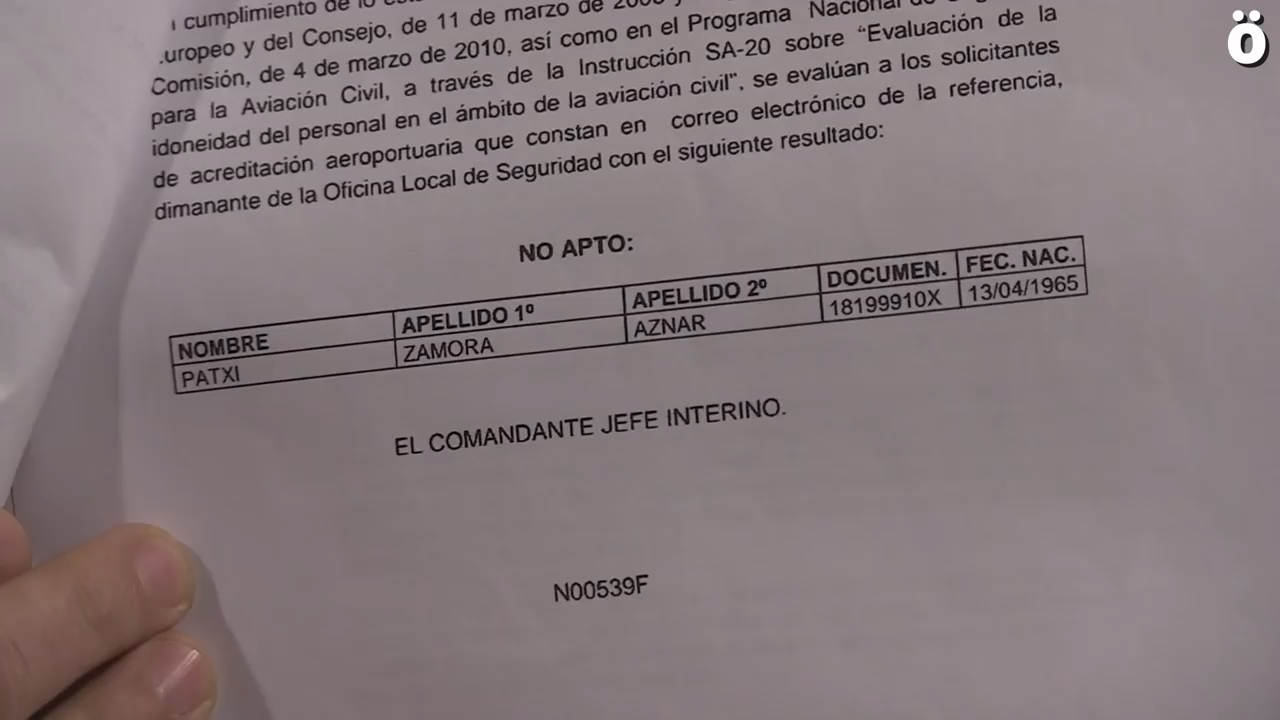 cumplimiento de lo
uropeo y del Consejo, de 11 de marzo de
Comisión, de 4 de marzo de 2010, así como en el Programa Nacional
para la Aviación Civil, a través de la Instrucción SA-20 sobre “Evaluación de la
idoneidad del personal en el ámbito de la aviación civil”, se evalúan a los solicitantes
de acreditación aeroportuaria que constan en correo electrónico de la referencia,
dimanante de la Oficina Local de Seguridad con el siguiente resultado:
NO APTO:
NOMBRE APELLIDO 1º APELLIDO 2º DOCUMEN. FEC. NAC.
PATXI ZAMORA AZNAR 18199910X 13/04/1965
EL COMANDANTE JEFE INTERINO.
N00539F
ö